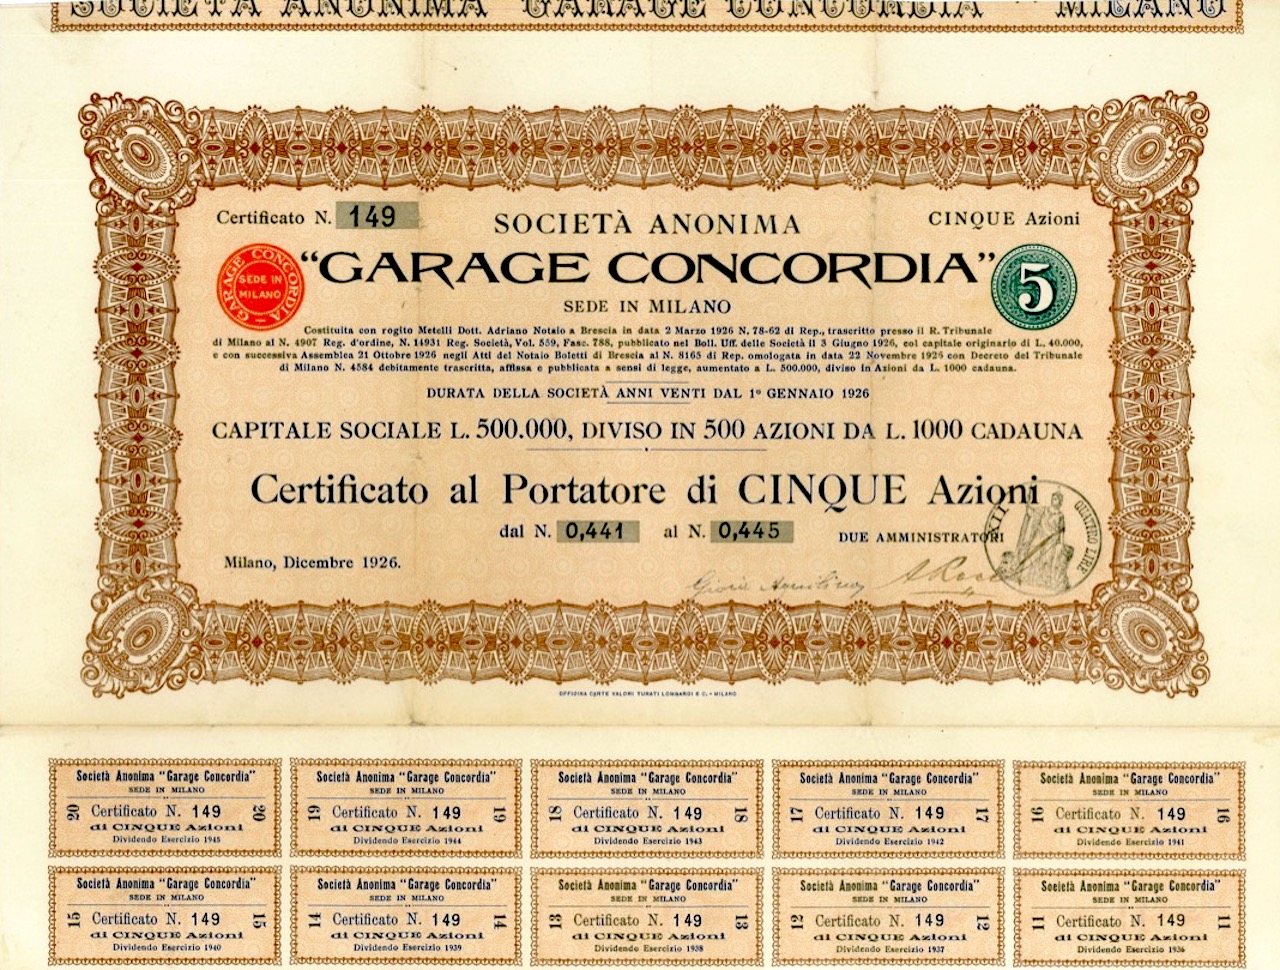 SOCIETÀ ANONIMA "GARAGE CONCORDIA" - MILANO
Certificato N. 149
CINQUE Azioni
SOCIETÀ ANONIMA
"GARAGE CONCORDIA"
GARAGE CONCORDIA
SEDE IN
MILANO
5
SEDE IN MILANO
Costituita con rogito Metelli Dott. Adriano Notaio a Brescia in data 2 Marzo 1926 N. 78-62 di Rep., trascritto presso il R. Tribunale
di Milano al N. 4907 Reg. d'ordine, N. 14931 Reg. Società, Vol. 559, Fasc. 788, pubblicato nel Boll. Uff. delle Società il 3 Giugno 1926, col capitale originario di L. 40.000,
e con successiva Assemblea 21 Ottobre 1926 negli Atti del Notaio Boletti di Brescia al N. 8165 di Rep. omologata in data 22 Novembre 1926 con Decreto del Tribunale
di Milano N. 4584 debitamente trascritta, affissa e pubblicata a sensi di legge, aumentato a L. 500.000, diviso in Azioni da L. 1000 cadauna.
DURATA DELLA SOCIETÀ ANNI VENTI DAL 1º GENNAIO 1926
CAPITALE SOCIALE L. 500.000, DIVISO IN 500 AZIONI DA L. 1000 CADAUNA
Certificato al Portatore di CINQUE Azioni
dal N. 0,441 al N. 0,445
DUE AMMINISTRATORI
XII
QUATTRO LIRE
Milano, Dicembre 1926.
OFFICINA CARTE VALORI TURATI LOMBARDI E C. - MILANO
Società Anonima "Garage Concordia"
SEDE IN MILANO
20 Certificato N. 149 20
di CINQUE Azioni
Dividendo Esercizio 1945
Società Anonima "Garage Concordia"
SEDE IN MILANO
19 Certificato N. 149 19
di CINQUE Azioni
Dividendo Esercizio 1944
Società Anonima "Garage Concordia"
SEDE IN MILANO
18 Certificato N. 149 18
di CINQUE Azioni
Dividendo Esercizio 1943
Società Anonima "Garage Concordia"
SEDE IN MILANO
17 Certificato N. 149 17
di CINQUE Azioni
Dividendo Esercizio 1942
Società Anonima "Garage Concordia"
SEDE IN MILANO
16 Certificato N. 149 16
di CINQUE Azioni
Dividendo Esercizio 1941
Società Anonima "Garage Concordia"
SEDE IN MILANO
15 Certificato N. 149 15
di CINQUE Azioni
Dividendo Esercizio 1940
Società Anonima "Garage Concordia"
SEDE IN MILANO
14 Certificato N. 149 14
di CINQUE Azioni
Dividendo Esercizio 1939
Società Anonima "Garage Concordia"
SEDE IN MILANO
13 Certificato N. 149 13
di CINQUE Azioni
Dividendo Esercizio 1938
Società Anonima "Garage Concordia"
SEDE IN MILANO
12 Certificato N. 149 12
di CINQUE Azioni
Dividendo Esercizio 1937
Società Anonima "Garage Concordia"
SEDE IN MILANO
11 Certificato N. 149 11
di CINQUE Azioni
Dividendo Esercizio 1936